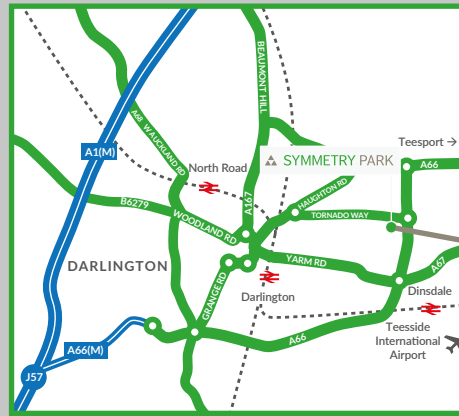 BEAUMONT HILL
A68 W AUCKLAND RD
A1(M)
North Road
SYMMETRY PARK
Teesport →
A66
HAUGHTON RD
A167
B6279
WOODLAND RD
TORNADO WAY
DARLINGTON
YARM RD
A67
GRANGE RD
Darlington
Dinsdale
A66
Teesside
International
Airport
A66(M)
J57